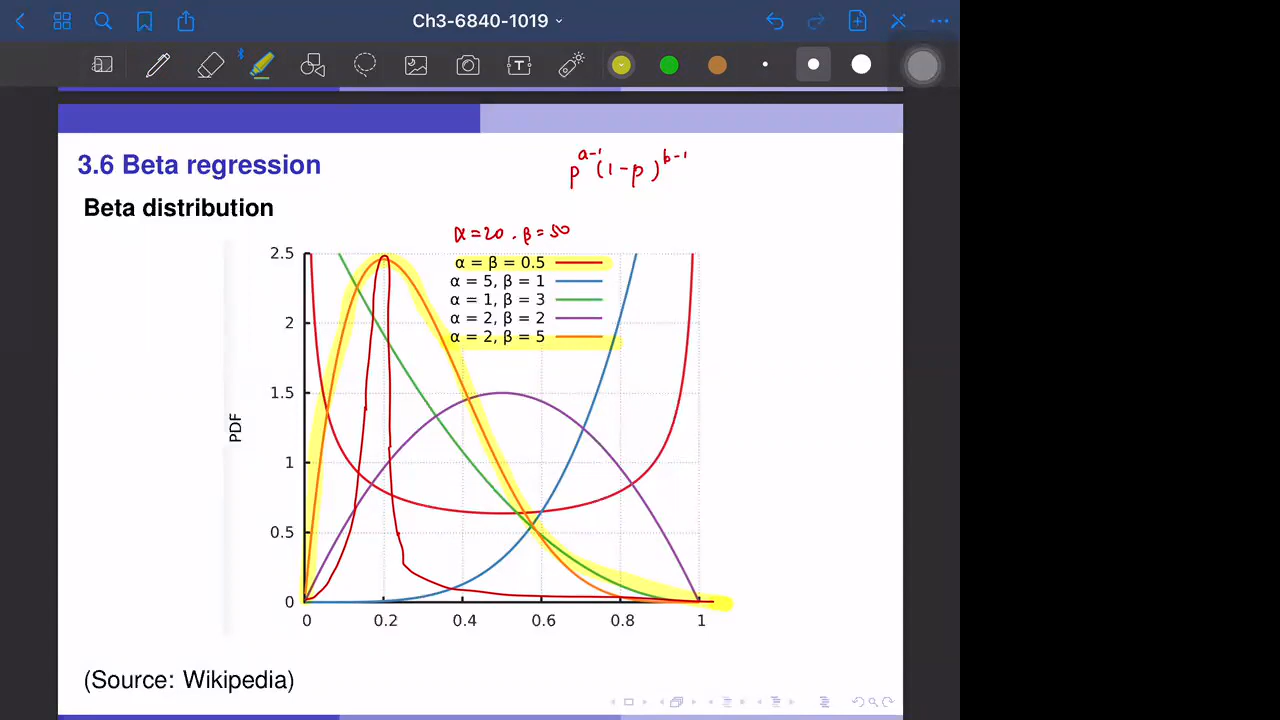 Ch3-6840-1019
3.6 Beta regression
p^{a-1}(1-p)^{b-1}
Beta distribution
α=20, β=50
α = β = 0.5
α = 5, β = 1
α = 1, β = 3
α = 2, β = 2
α = 2, β = 5
2.5
2
1.5
1
0.5
0
PDF
0 0.2 0.4 0.6 0.8 1
(Source: Wikipedia)